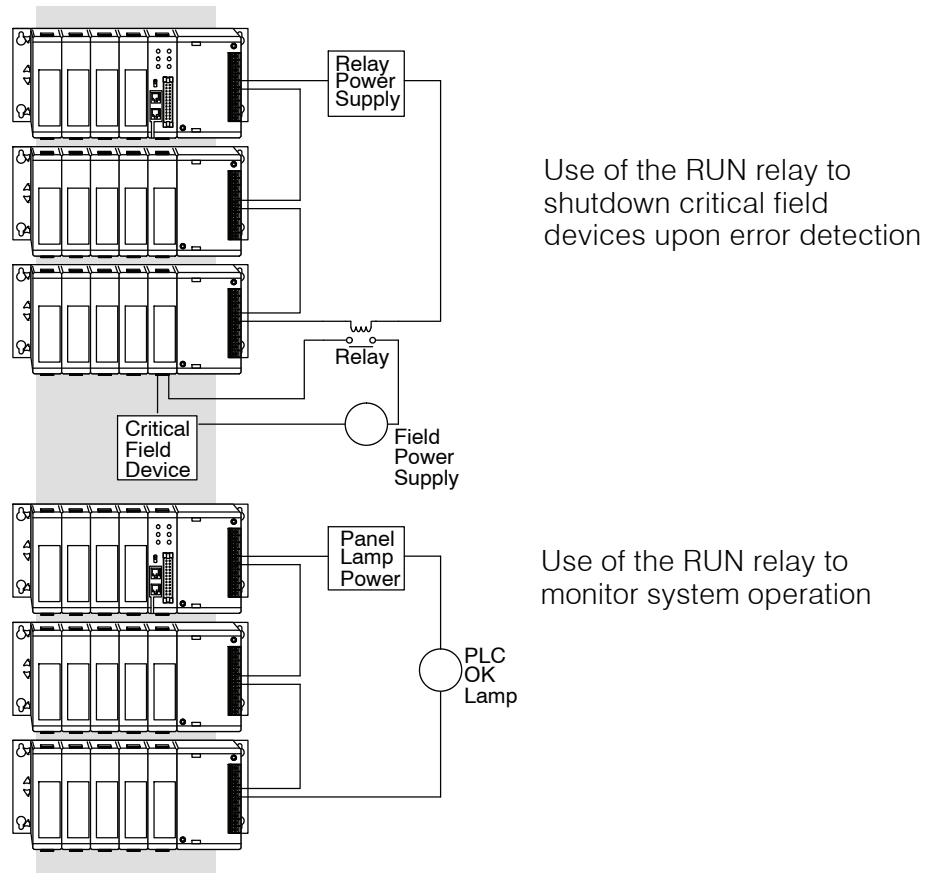 Relay
Power
Supply
Use of the RUN relay to
shutdown critical field
devices upon error detection
Relay
Critical
Field
Device
Field
Power
Supply
Panel
Lamp
Power
Use of the RUN relay to
monitor system operation
PLC
OK
Lamp